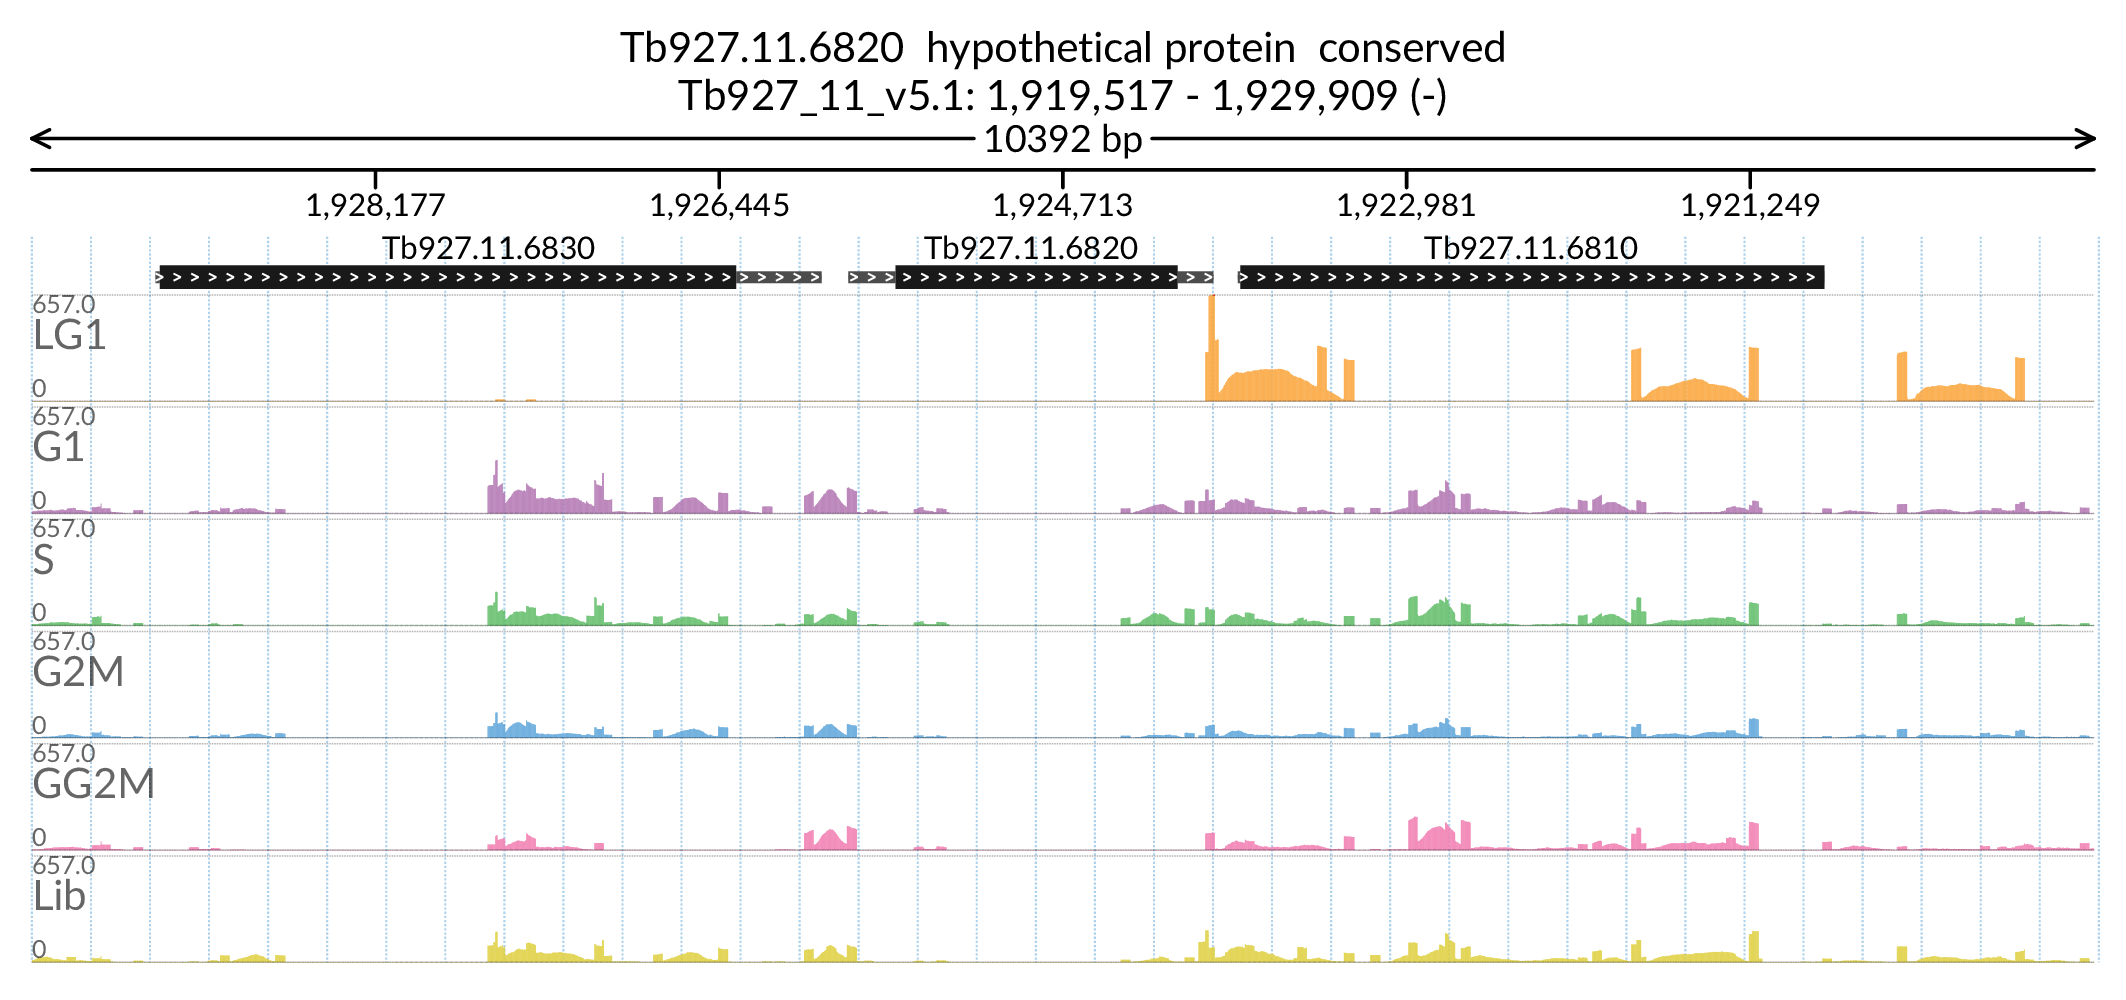 Tb927.11.6820  hypothetical protein  conserved
Tb927_11_v5.1: 1,919,517 - 1,929,909 (-)
10392 bp
1,928,177 1,926,445 1,924,713 1,922,981 1,921,249
Tb927.11.6830 Tb927.11.6820 Tb927.11.6810
657.0
LG1
0
657.0
G1
0
657.0
S
0
657.0
G2M
0
657.0
GG2M
0
657.0
Lib
0